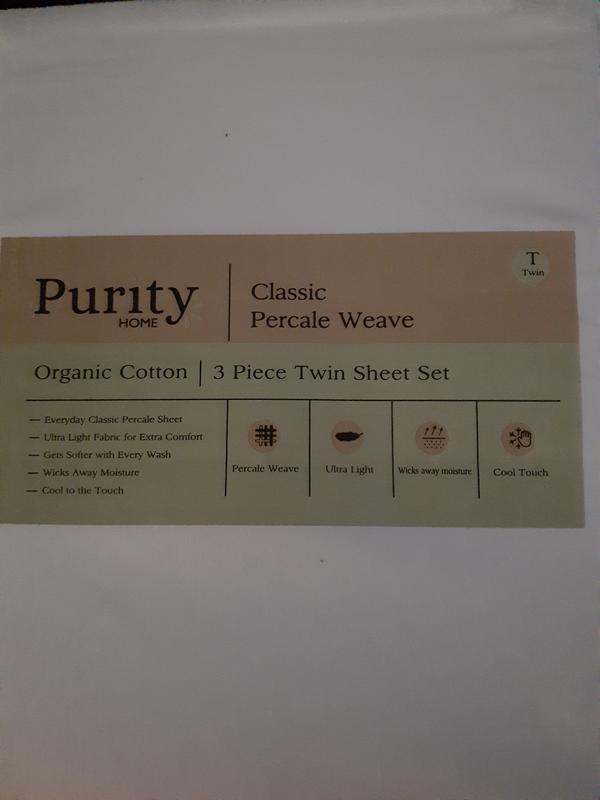 Purity
HOME
Classic
Percale Weave
T
Twin
Organic Cotton | 3 Piece Twin Sheet Set
— Everyday Classic Percale Sheet
— Ultra Light Fabric for Extra Comfort
— Gets Softer with Every Wash
— Wicks Away Moisture
— Cool to the Touch
Percale Weave
Ultra Light
Wicks away moisture
Cool Touch